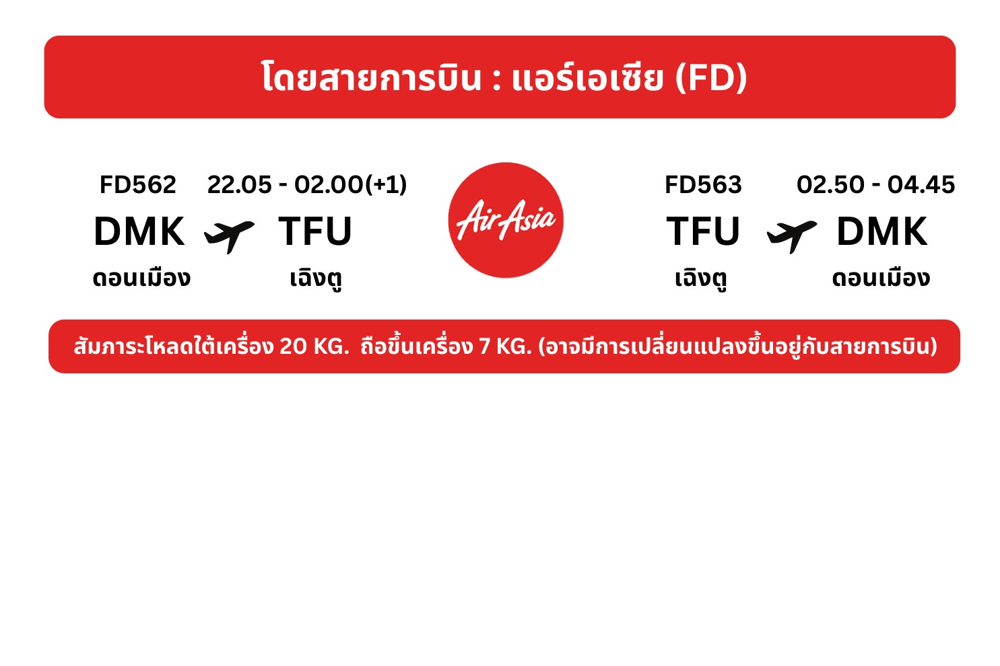 โดยสายการบิน : แอร์เอเชีย (FD)
FD562 22.05 - 02.00(+1)
DMK TFU
ดอนเมือง เฉิงตู
AirAsia
FD563 02.50 - 04.45
TFU DMK
เฉิงตู ดอนเมือง
สัมภาระโหลดใต้เครื่อง 20 KG. ถือขึ้นเครื่อง 7 KG. (อาจมีการเปลี่ยนแปลงขึ้นอยู่กับสายการบิน)